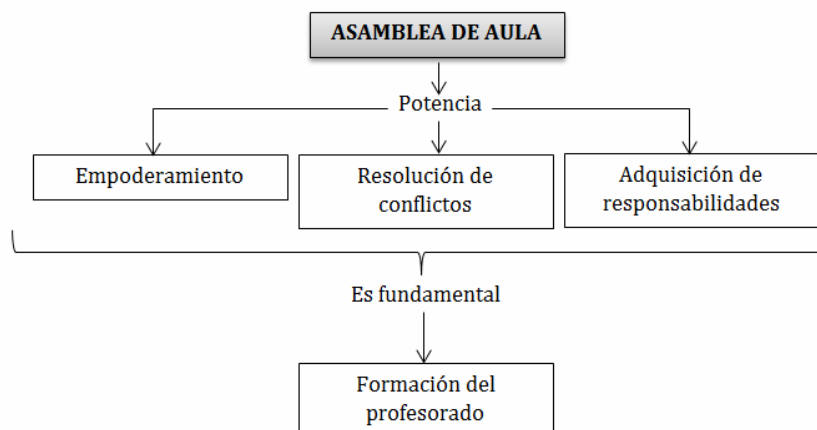 ASAMBLEA DE AULA
Potencia
Empoderamiento
Resolución de
conflictos
Adquisición de
responsabilidades
Es fundamental
Formación del
profesorado